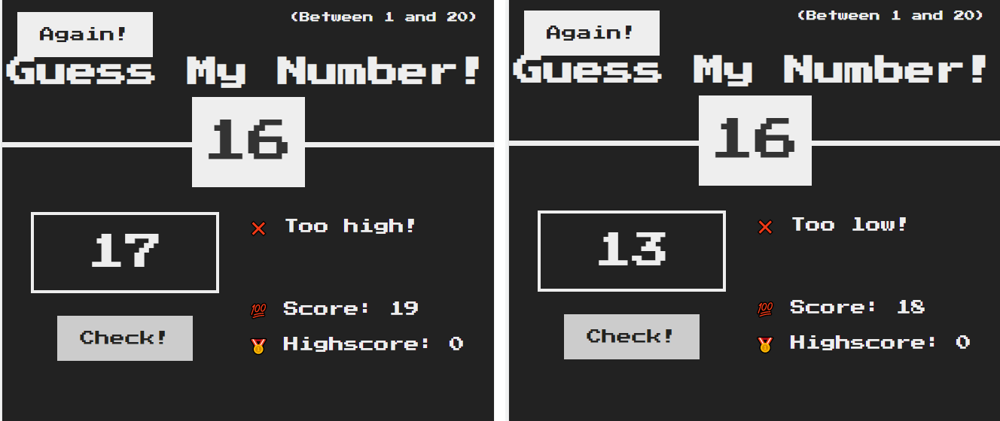 (Between 1 and 20)
Again!
Guess My Number!
16
17
❌ Too high!
💯 Score: 19
Check!
🥇 Highscore: 0
(Between 1 and 20)
Again!
Guess My Number!
16
13
❌ Too low!
💯 Score: 18
Check!
🥇 Highscore: 0